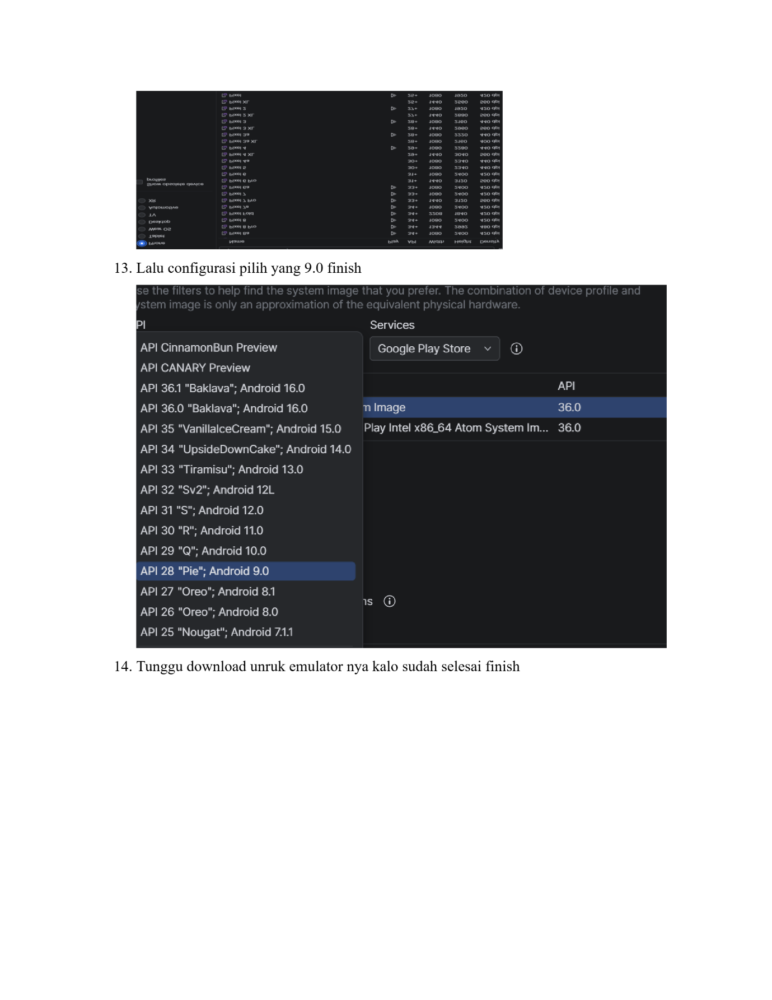 Phone
Tablet
Wear OS
Desktop
TV
Automotive
XR
Show obsolete device
profiles
Name Play API Width Height Density
Pixel 8a 34+ 1080 2400 420 dpi
Pixel 8 Pro 34+ 1344 2992 480 dpi
Pixel 8 34+ 1080 2400 420 dpi
Pixel Fold 34+ 2208 1840 420 dpi
Pixel 7a 34+ 1080 2400 420 dpi
Pixel 7 Pro 33+ 1440 3120 560 dpi
Pixel 7 33+ 1080 2400 420 dpi
Pixel 6a 33+ 1080 2400 420 dpi
Pixel 6 Pro 31+ 1440 3120 560 dpi
Pixel 6 31+ 1080 2400 420 dpi
Pixel 5 30+ 1080 2340 440 dpi
Pixel 4a 30+ 1080 2340 440 dpi
Pixel 4 XL 29+ 1440 3040 560 dpi
Pixel 4 29+ 1080 2280 440 dpi
Pixel 3a XL 28+ 1080 2160 400 dpi
Pixel 3a 28+ 1080 2220 440 dpi
Pixel 3 XL 28+ 1440 2960 560 dpi
Pixel 3 28+ 1080 2160 440 dpi
Pixel 2 XL 27+ 1440 2880 560 dpi
Pixel 2 27+ 1080 1920 420 dpi
Pixel XL 25+ 1440 2560 560 dpi
Pixel 25+ 1080 1920 420 dpi
13. Lalu configurasi pilih yang 9.0 finish
se the filters to help find the system image that you prefer. The combination of device profile and
ystem image is only an approximation of the equivalent physical hardware.
PI
API CinnamonBun Preview
API CANARY Preview
API 36.1 "Baklava"; Android 16.0
API 36.0 "Baklava"; Android 16.0
API 35 "VanillaIceCream"; Android 15.0
API 34 "UpsideDownCake"; Android 14.0
API 33 "Tiramisu"; Android 13.0
API 32 "Sv2"; Android 12L
API 31 "S"; Android 12.0
API 30 "R"; Android 11.0
API 29 "Q"; Android 10.0
API 28 "Pie"; Android 9.0
API 27 "Oreo"; Android 8.1
API 26 "Oreo"; Android 8.0
API 25 "Nougat"; Android 7.1.1
Services
Google Play Store
API
m Image 36.0
Play Intel x86_64 Atom System Im... 36.0
ns
14. Tunggu download unruk emulator nya kalo sudah selesai finish